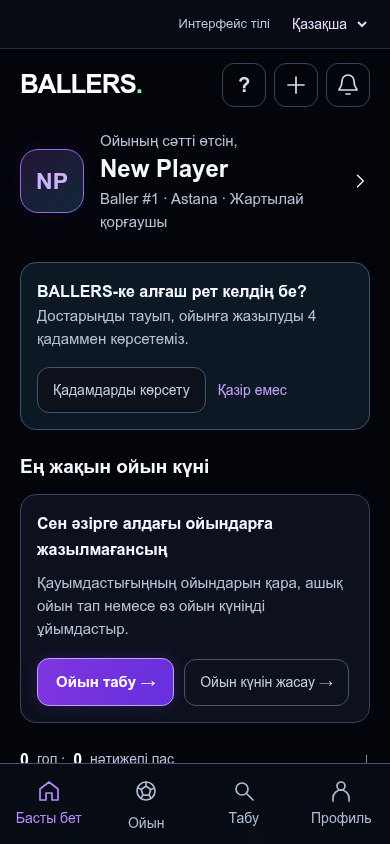 Интерфейс тілі Қазақша
BALLERS.
?
NP
Ойының сәтті өтсін,
New Player
Baller #1 · Astana · Жартылай
қорғаушы
BALLERS-ке алғаш рет келдің бе?
Достарыңды тауып, ойынға жазылуды 4
қадаммен көрсетеміз.
Қадамдарды көрсету Қазір емес
Ең жақын ойын күні
Сен әзірге алдағы ойындарға
жазылмағансың
Қауымдастығыңның ойындарын қара, ашық
ойын тап немесе өз ойын күніңді
ұйымдастыр.
Ойын табу → Ойын күнін жасау →
0 гол · 0 нәтижелі пас
Басты бет Ойын Табу Профиль